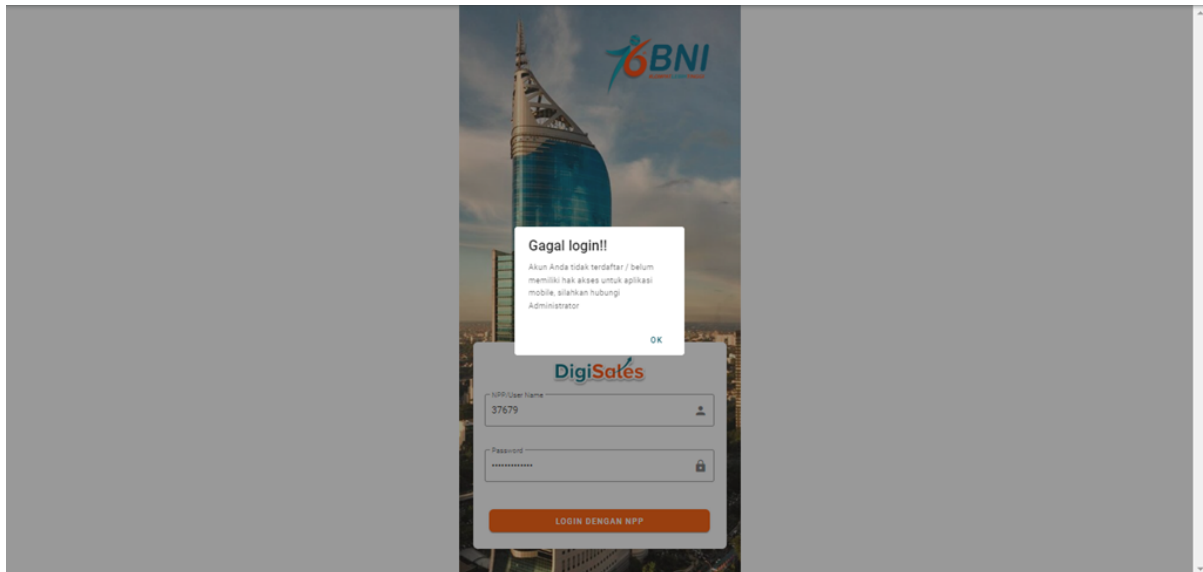 76 BNI
Gagal login!!
Akun Anda tidak terdaftar / belum
memiliki hak akses untuk aplikasi
mobile, silahkan hubungi
Administrator
OK
DigiSales
NPP/User Name
37679
Password
LOGIN DENGAN NPP